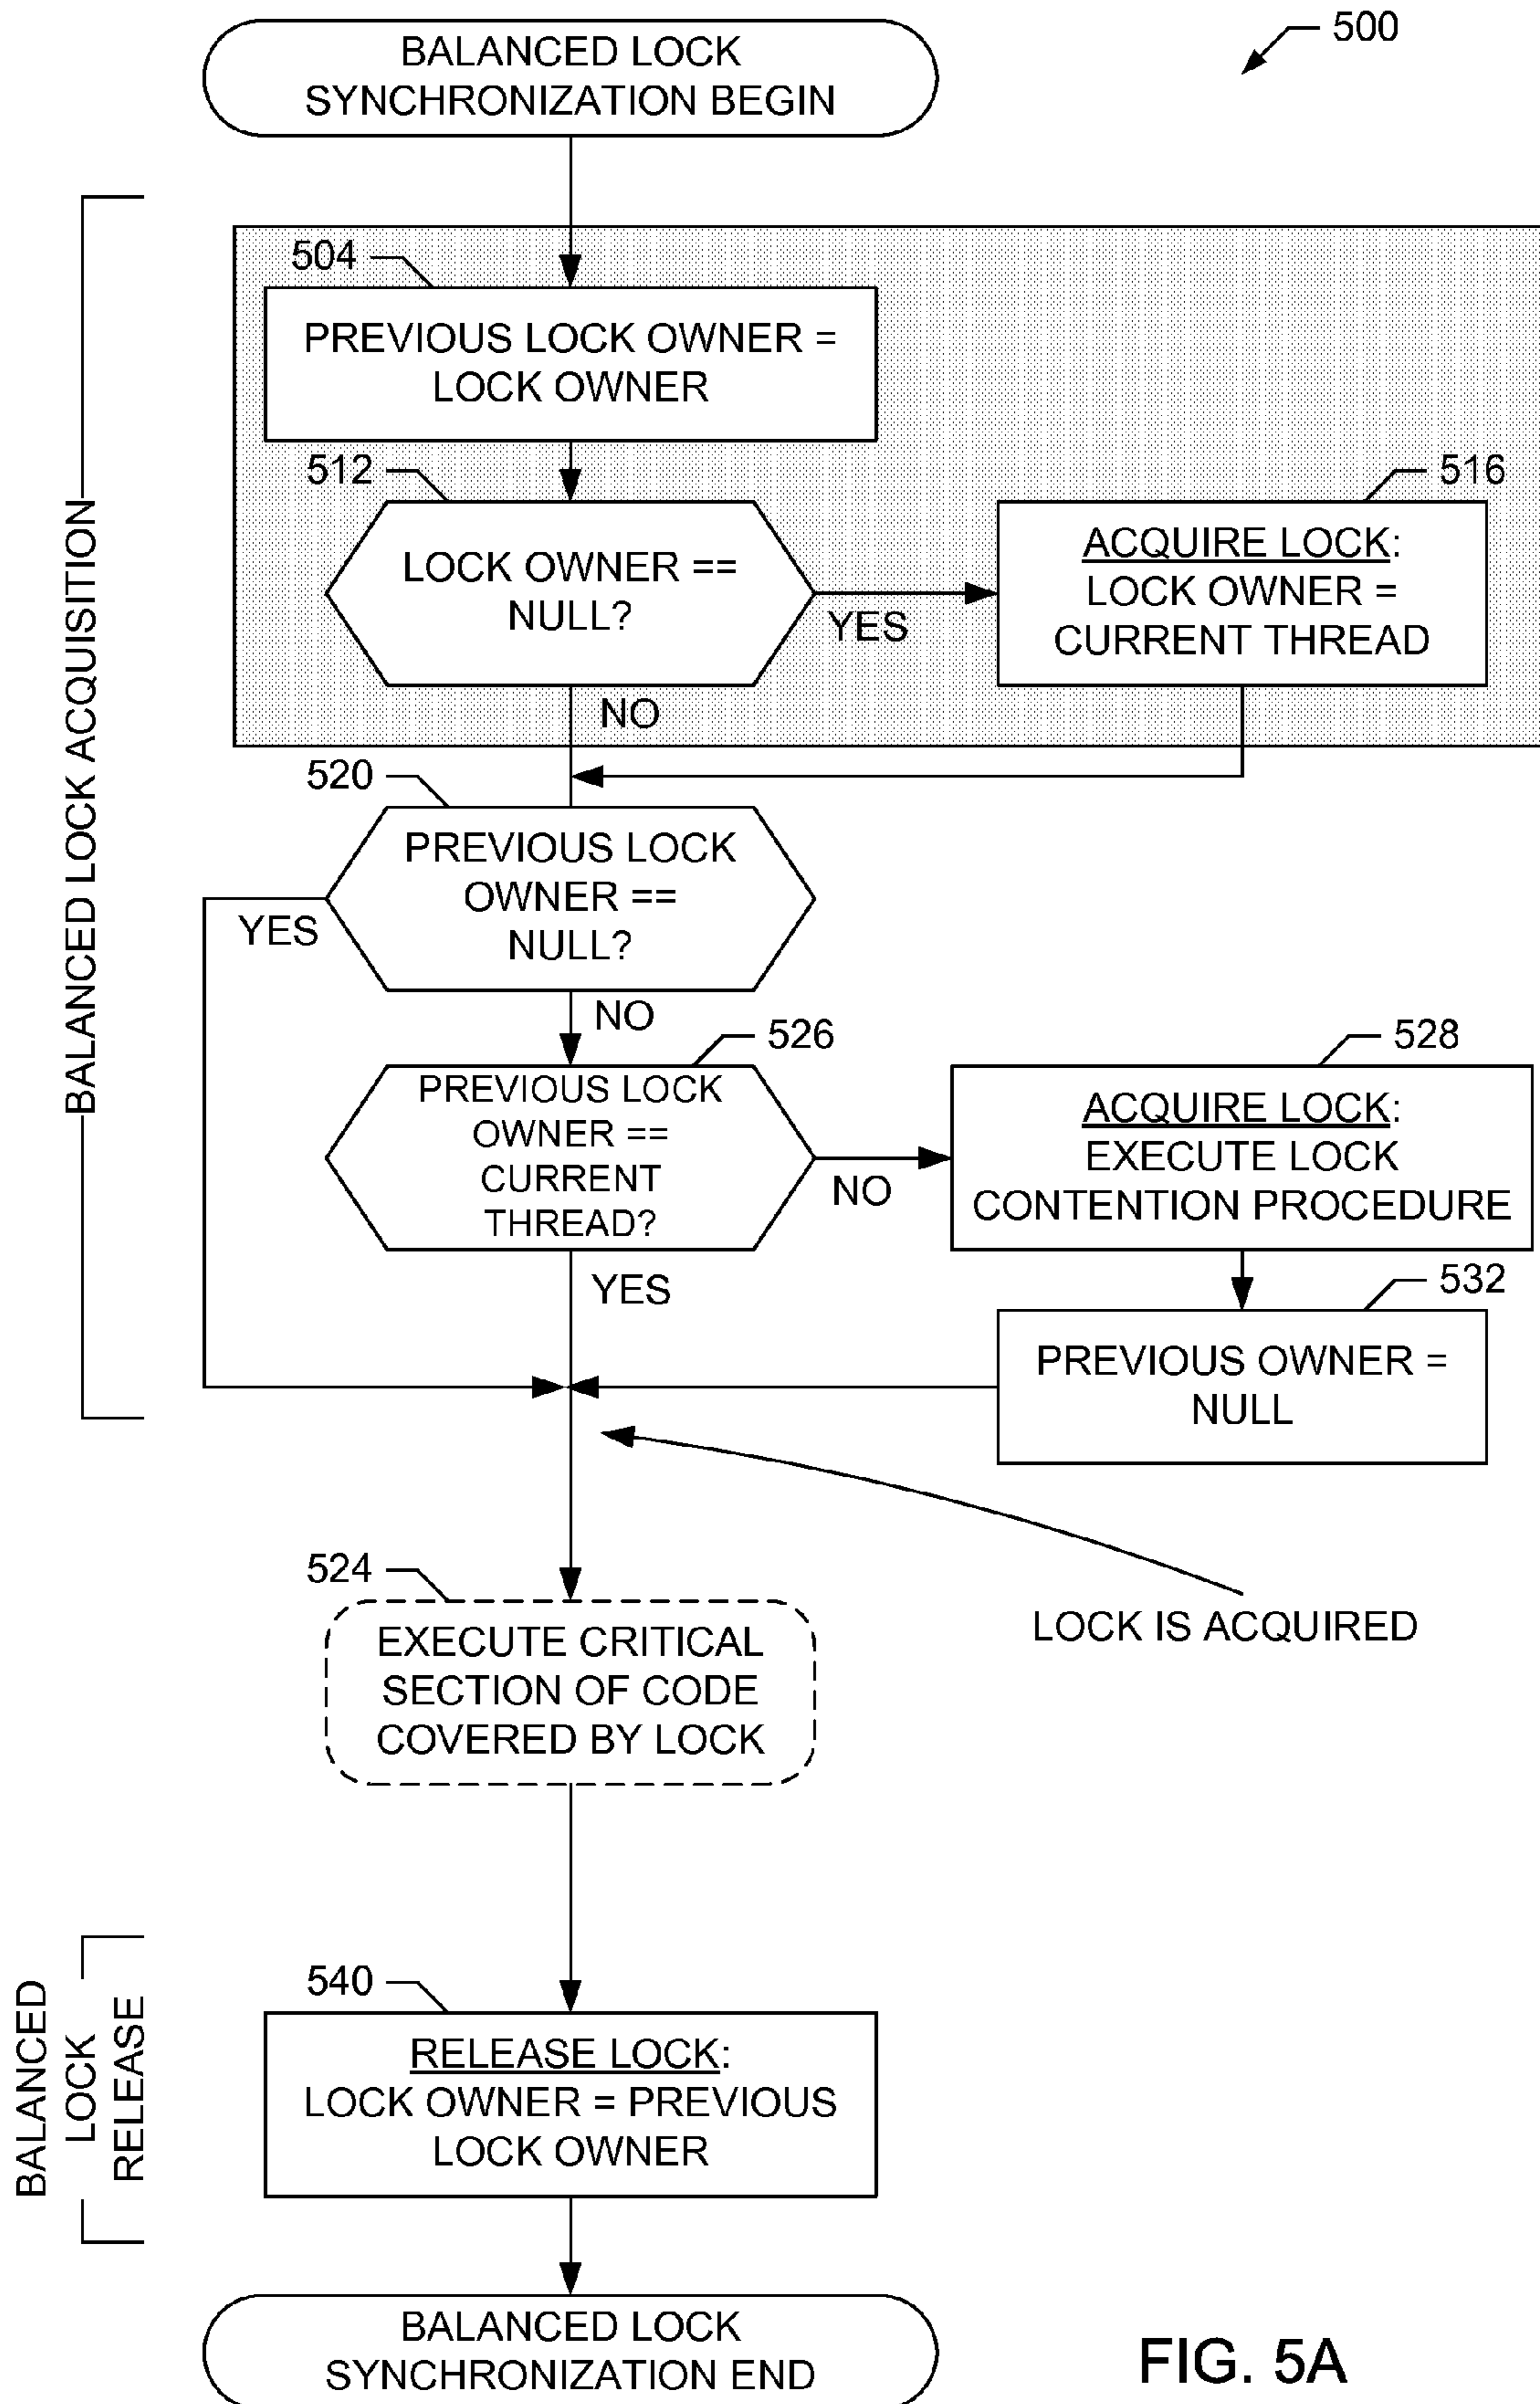 500
BALANCED LOCK
SYNCHRONIZATION BEGIN
BALANCED LOCK ACQUISITION
504
PREVIOUS LOCK OWNER =
LOCK OWNER
512
LOCK OWNER ==
NULL?
YES
NO
516
ACQUIRE LOCK:
LOCK OWNER =
CURRENT THREAD
520
PREVIOUS LOCK
OWNER ==
NULL?
YES
NO
526
PREVIOUS LOCK
OWNER ==
CURRENT
THREAD?
NO
YES
528
ACQUIRE LOCK:
EXECUTE LOCK
CONTENTION PROCEDURE
532
PREVIOUS OWNER =
NULL
LOCK IS ACQUIRED
524
EXECUTE CRITICAL
SECTION OF CODE
COVERED BY LOCK
BALANCED
LOCK
RELEASE
540
RELEASE LOCK:
LOCK OWNER = PREVIOUS
LOCK OWNER
BALANCED LOCK
SYNCHRONIZATION END
FIG. 5A